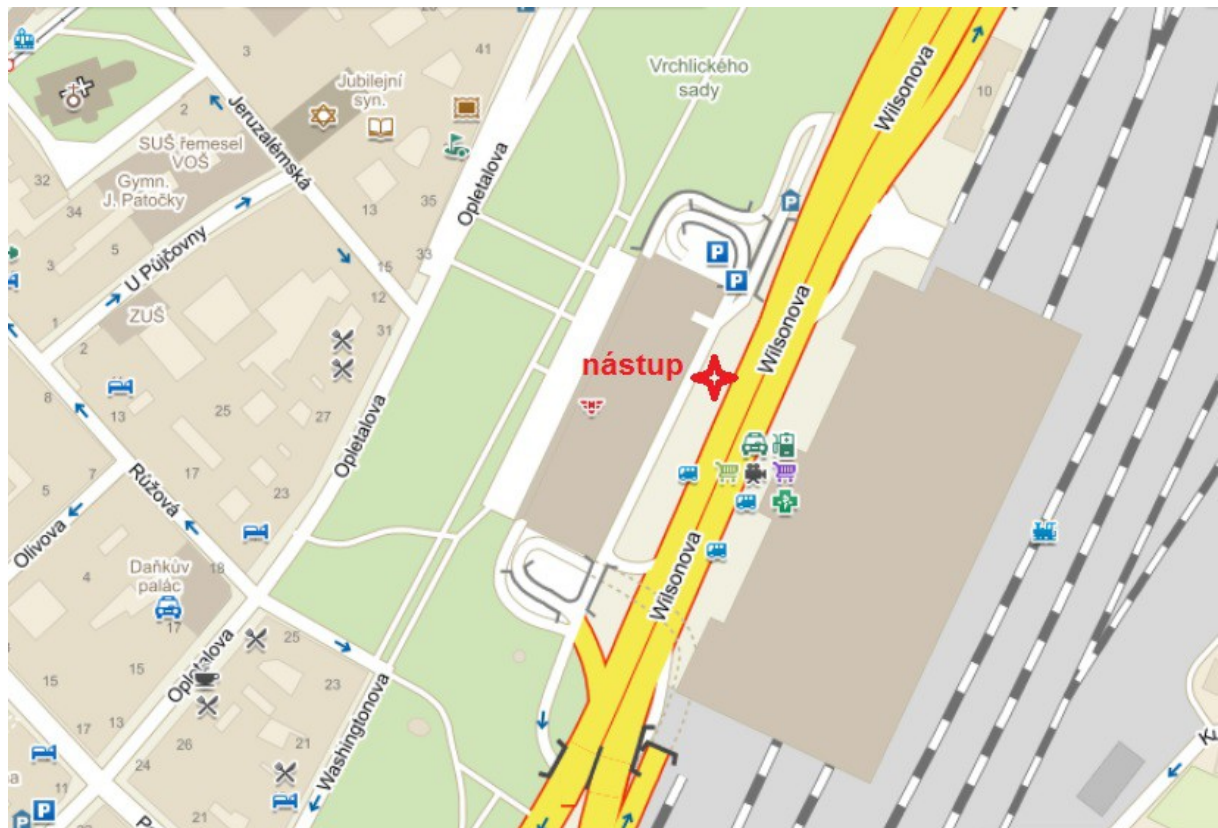 3
41
Vrchlického
sady
Wilsonova
10
Jubilejní
syn.
2
Jeruzalémská
SUŠ řemesel
VOŠ
Gymn.
J. Patočky
32
34
13
35
Opletalova
5
3
U Půjčovny
15
33
P
P
12
1
ZUŠ
31
2
Wilsonova
nástup
8
13
25
27
Opletalova
7
17
5
Růžová
23
Olivova
4
Daňkův
palác
18
Wilsonova
17
25
Opletalova
15
23
Washingtonova
15
13
17
26
21
24
11
P
21